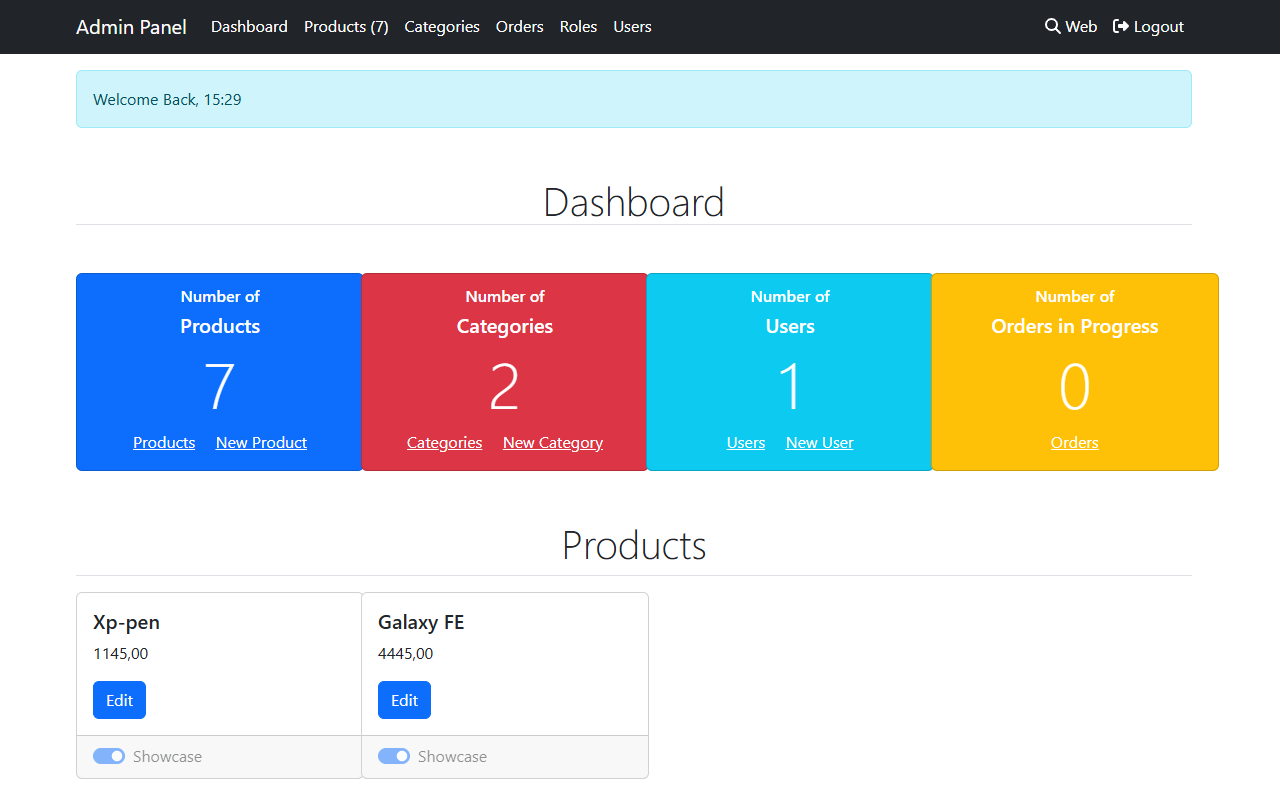 Admin Panel Dashboard Products (7) Categories Orders Roles Users Web Logout
Welcome Back, 15:29
Dashboard
Number of
Products
7
Products New Product
Number of
Categories
2
Categories New Category
Number of
Users
1
Users New User
Number of
Orders in Progress
0
Orders
Products
Xp-pen
1145,00
Edit
Showcase
Galaxy FE
4445,00
Edit
Showcase